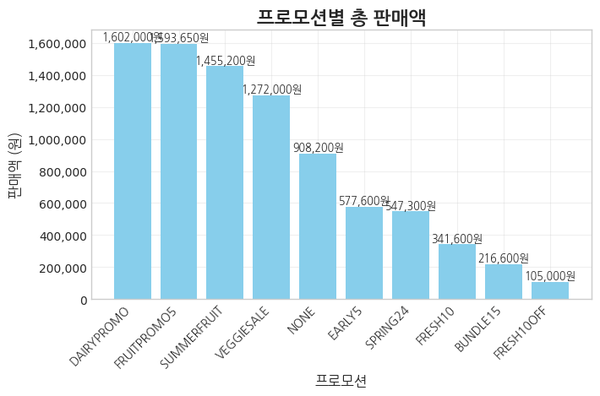 프로모션별 총 판매액
판매액 (원)
1,600,000
1,400,000
1,200,000
1,000,000
800,000
600,000
400,000
200,000
0
1,602,000원
1,593,650원
1,455,200원
1,272,000원
908,200원
577,600원
547,300원
341,600원
216,600원
105,000원
DAIRYPROMO
FRUITPROMO5
SUMMERFRUIT
VEGGIESALE
NONE
EARLY5
SPRING24
FRESH10
BUNDLE15
FRESH10OFF
프로모션